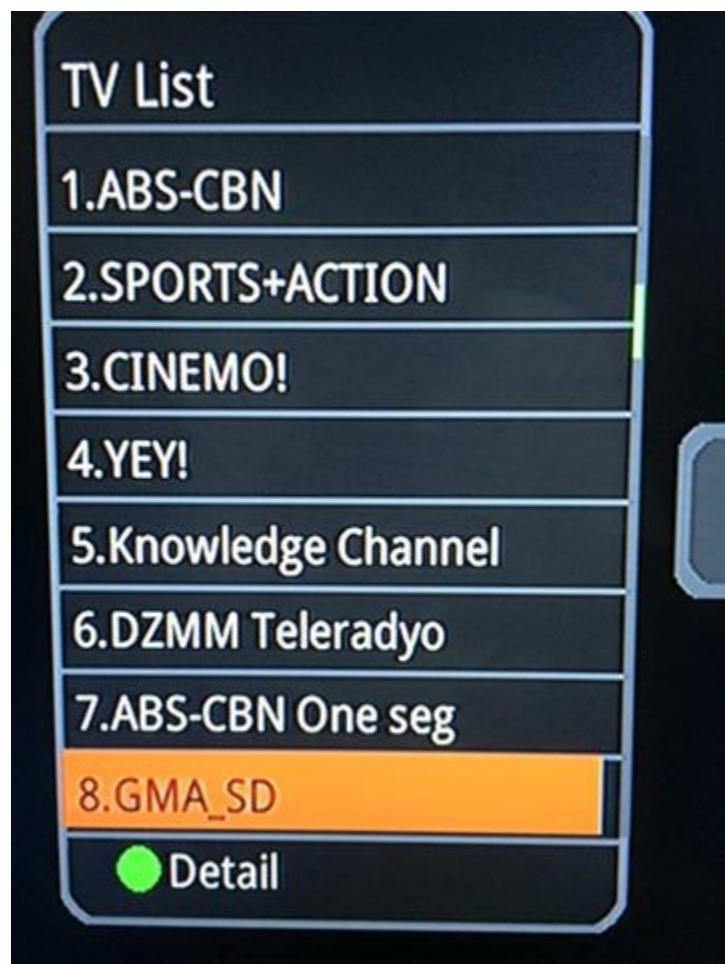 TV List
1.ABS-CBN
2.SPORTS+ACTION
3.CINEMO!
4.YEY!
5.Knowledge Channel
6.DZMM Teleradyo
7.ABS-CBN One seg
8.GMA_SD
Detail